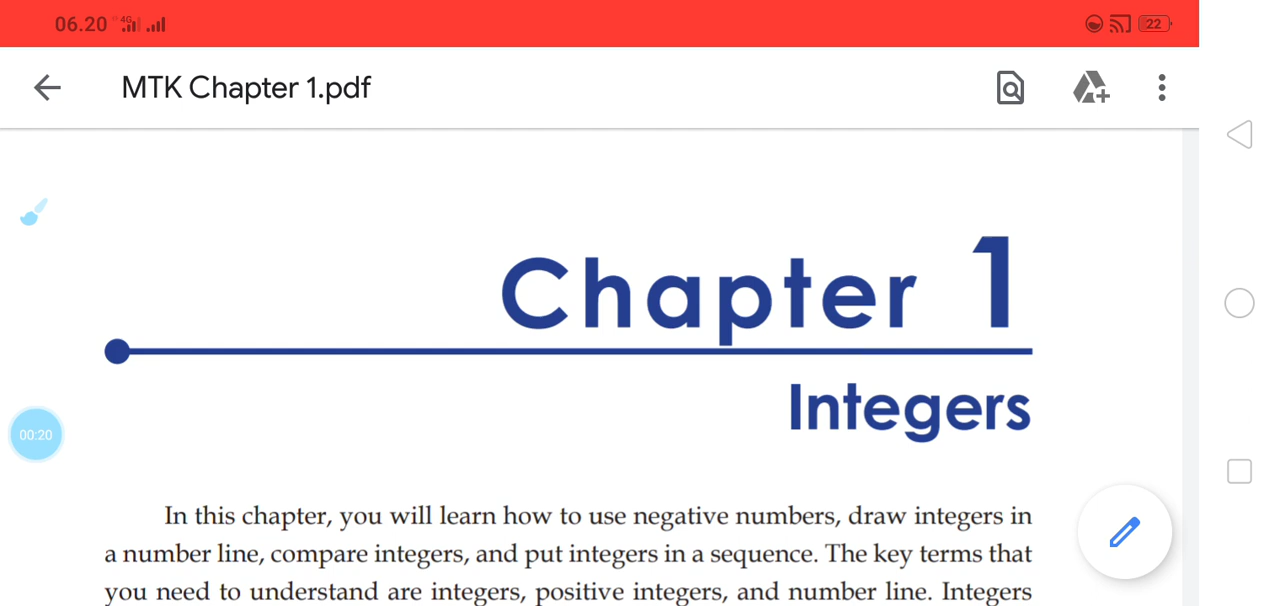 06.20 4G 22
MTK Chapter 1.pdf
Chapter 1
Integers
00:20
In this chapter, you will learn how to use negative numbers, draw integers in
a number line, compare integers, and put integers in a sequence. The key terms that
you need to understand are integers, positive integers, and number line. Integers